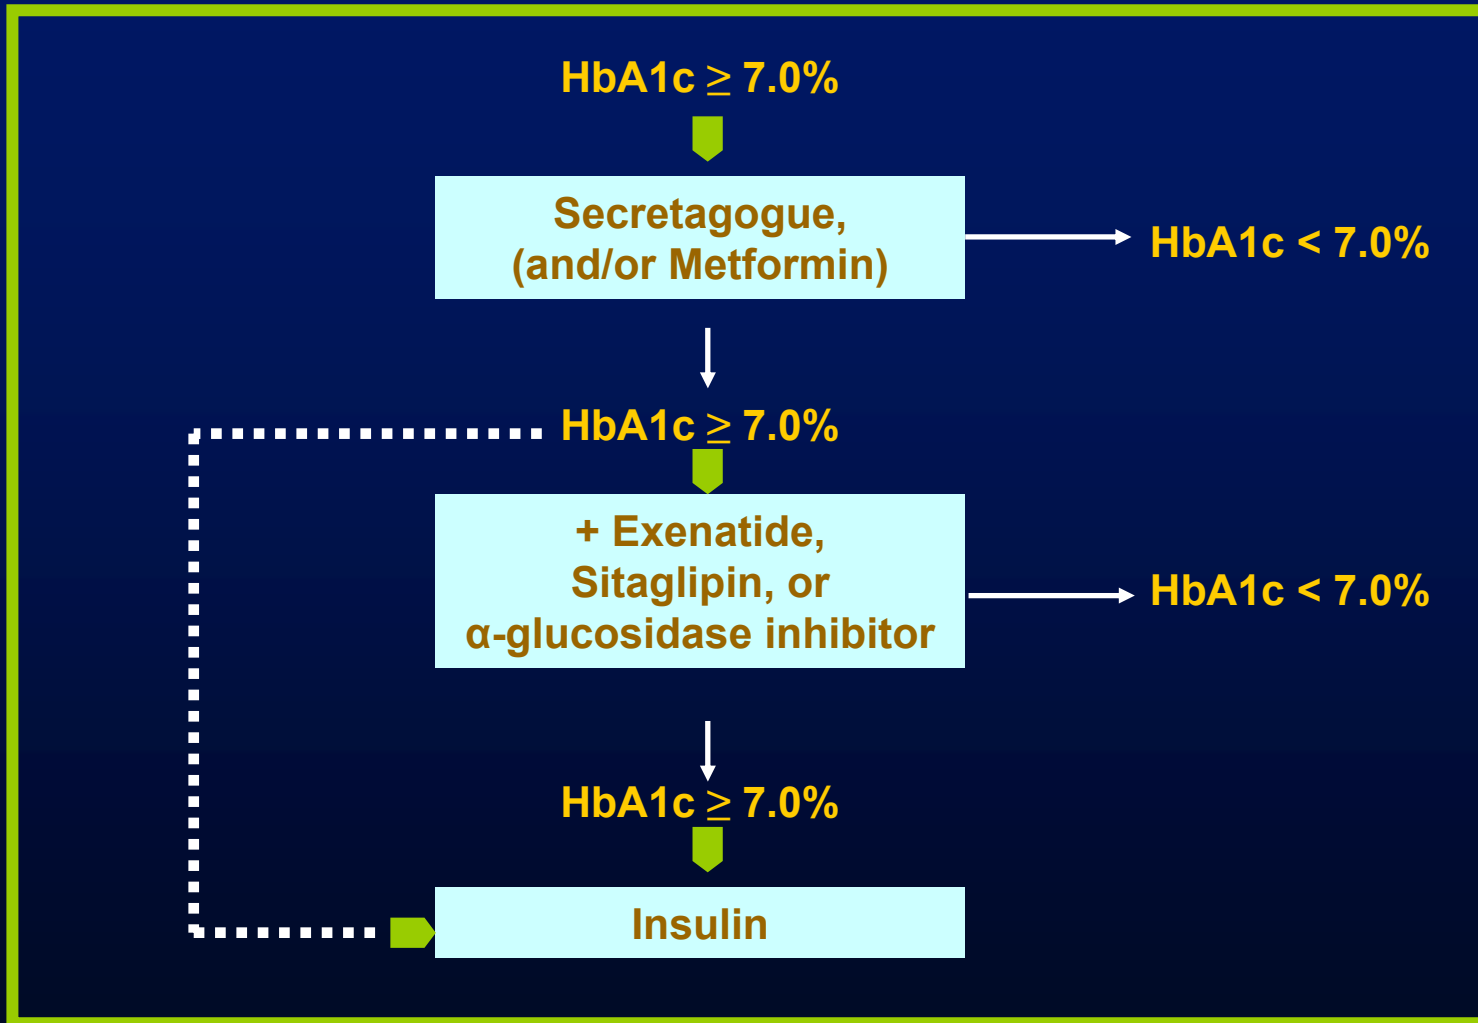 HbA1c ≥ 7.0%
Secretagogue,
(and/or Metformin)
HbA1c < 7.0%
HbA1c ≥ 7.0%
+ Exenatide,
Sitaglipin, or
α-glucosidase inhibitor
HbA1c < 7.0%
HbA1c ≥ 7.0%
Insulin